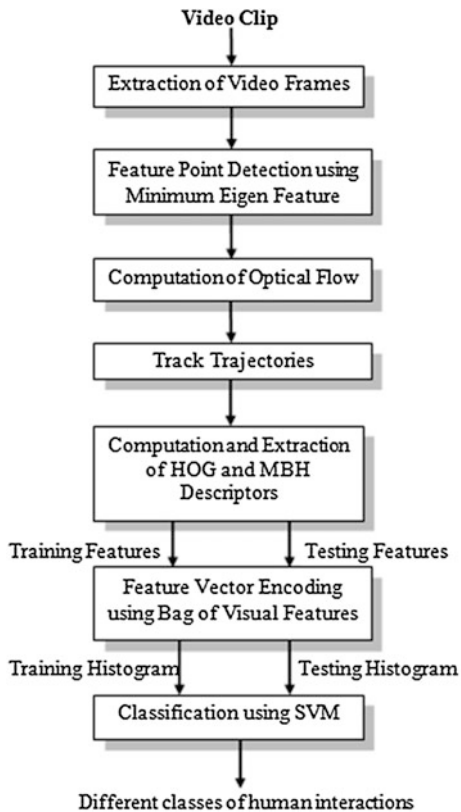 Video Clip
Extraction of Video Frames
Feature Point Detection using
Minimum Eigen Feature
Computation of Optical Flow
Track Trajectories
Computation and Extraction
of HOG and MBH
Descriptors
Training Features
Testing Features
Feature Vector Encoding
using Bag of Visual Features
Training Histogram
Testing Histogram
Classification using SVM
Different classes of human interactions